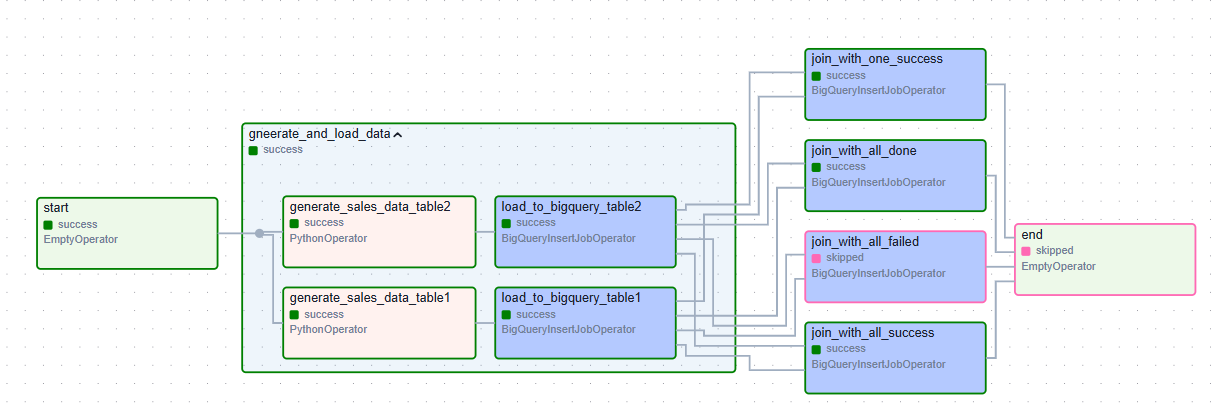 start
success
EmptyOperator
gneerate_and_load_data
success
generate_sales_data_table2
success
PythonOperator
load_to_bigquery_table2
success
BigQueryInsertJobOperator
generate_sales_data_table1
success
PythonOperator
load_to_bigquery_table1
success
BigQueryInsertJobOperator
join_with_one_success
success
BigQueryInsertJobOperator
join_with_all_done
success
BigQueryInsertJobOperator
join_with_all_failed
skipped
BigQueryInsertJobOperator
join_with_all_success
success
BigQueryInsertJobOperator
end
skipped
EmptyOperator